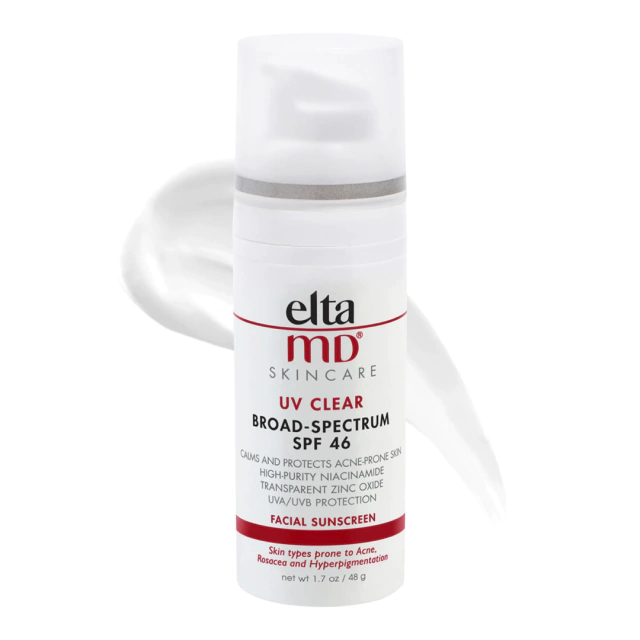 elta
MD®
SKINCARE
UV CLEAR
BROAD-SPECTRUM
SPF 46
CALMS AND PROTECTS ACNE-PRONE SKIN
HIGH-PURITY NIACINAMIDE
TRANSPARENT ZINC OXIDE
UVA/UVB PROTECTION
FACIAL SUNSCREEN
Skin types prone to Acne,
Rosacea and Hyperpigmentation
net wt 1.7 oz / 48 g